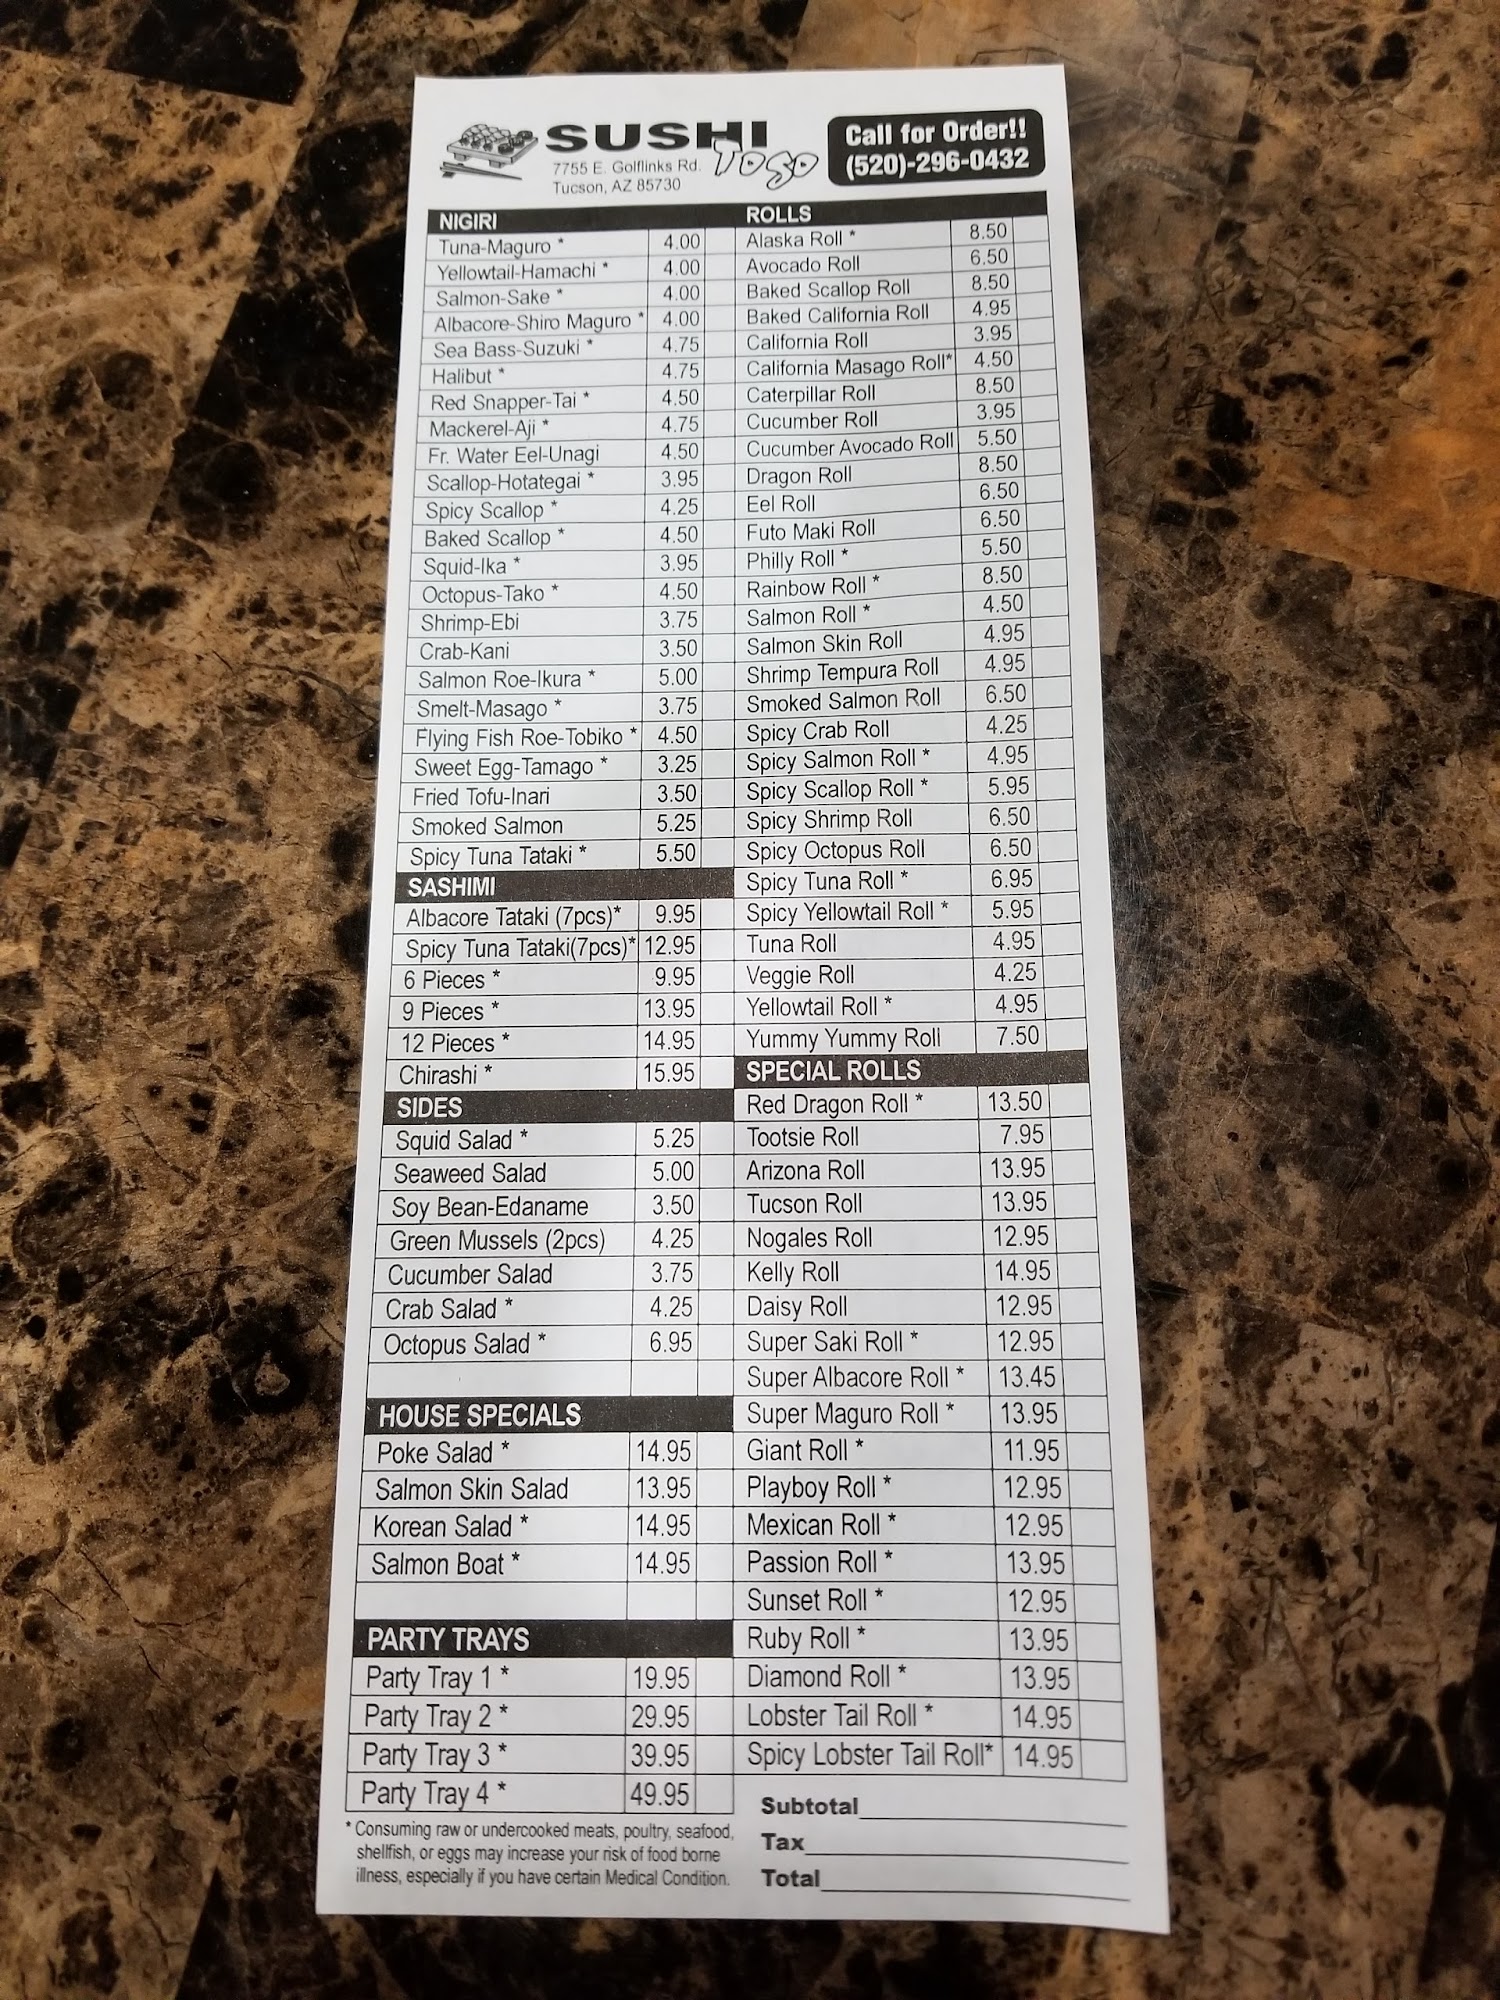 SUSHI
TOGO
7755 E. Golflinks Rd.
Tucson, AZ 85730
Call for Order!!
(520)-296-0432
NIGIRI
Tuna-Maguro * 4.00
Yellowtail-Hamachi * 4.00
Salmon-Sake * 4.00
Albacore-Shiro Maguro * 4.00
Sea Bass-Suzuki * 4.75
Halibut * 4.75
Red Snapper-Tai * 4.50
Mackerel-Aji * 4.75
Fr. Water Eel-Unagi 4.50
Scallop-Hotategai * 3.95
Spicy Scallop * 4.25
Baked Scallop * 4.50
Squid-Ika * 3.95
Octopus-Tako * 4.50
Shrimp-Ebi 3.75
Crab-Kani 3.50
Salmon Roe-Ikura * 5.00
Smelt-Masago * 3.75
Flying Fish Roe-Tobiko * 4.50
Sweet Egg-Tamago * 3.25
Fried Tofu-Inari 3.50
Smoked Salmon 5.25
Spicy Tuna Tataki * 5.50
SASHIMI
Albacore Tataki (7pcs)* 9.95
Spicy Tuna Tataki(7pcs)* 12.95
6 Pieces * 9.95
9 Pieces * 13.95
12 Pieces * 14.95
Chirashi * 15.95
SIDES
Squid Salad * 5.25
Seaweed Salad 5.00
Soy Bean-Edaname 3.50
Green Mussels (2pcs) 4.25
Cucumber Salad 3.75
Crab Salad * 4.25
Octopus Salad * 6.95
HOUSE SPECIALS
Poke Salad * 14.95
Salmon Skin Salad 13.95
Korean Salad * 14.95
Salmon Boat * 14.95
PARTY TRAYS
Party Tray 1 * 19.95
Party Tray 2 * 29.95
Party Tray 3 * 39.95
Party Tray 4 * 49.95
* Consuming raw or undercooked meats, poultry, seafood,
shellfish, or eggs may increase your risk of food borne
illness, especially if you have certain Medical Condition.
ROLLS
Alaska Roll * 8.50
Avocado Roll 6.50
Baked Scallop Roll 8.50
Baked California Roll 4.95
California Roll 3.95
California Masago Roll* 4.50
Caterpillar Roll 8.50
Cucumber Roll 3.95
Cucumber Avocado Roll 5.50
Dragon Roll 8.50
Eel Roll 6.50
Futo Maki Roll 6.50
Philly Roll * 5.50
Rainbow Roll * 8.50
Salmon Roll * 4.50
Salmon Skin Roll 4.95
Shrimp Tempura Roll 4.95
Smoked Salmon Roll 6.50
Spicy Crab Roll 4.25
Spicy Salmon Roll * 4.95
Spicy Scallop Roll * 5.95
Spicy Shrimp Roll 6.50
Spicy Octopus Roll 6.50
Spicy Tuna Roll * 6.95
Spicy Yellowtail Roll * 5.95
Tuna Roll 4.95
Veggie Roll 4.25
Yellowtail Roll * 4.95
Yummy Yummy Roll 7.50
SPECIAL ROLLS
Red Dragon Roll * 13.50
Tootsie Roll 7.95
Arizona Roll 13.95
Tucson Roll 13.95
Nogales Roll 12.95
Kelly Roll 14.95
Daisy Roll 12.95
Super Saki Roll * 12.95
Super Albacore Roll * 13.45
Super Maguro Roll * 13.95
Giant Roll * 11.95
Playboy Roll * 12.95
Mexican Roll * 12.95
Passion Roll * 13.95
Sunset Roll * 12.95
Ruby Roll * 13.95
Diamond Roll * 13.95
Lobster Tail Roll * 14.95
Spicy Lobster Tail Roll* 14.95
Subtotal
Tax
Total